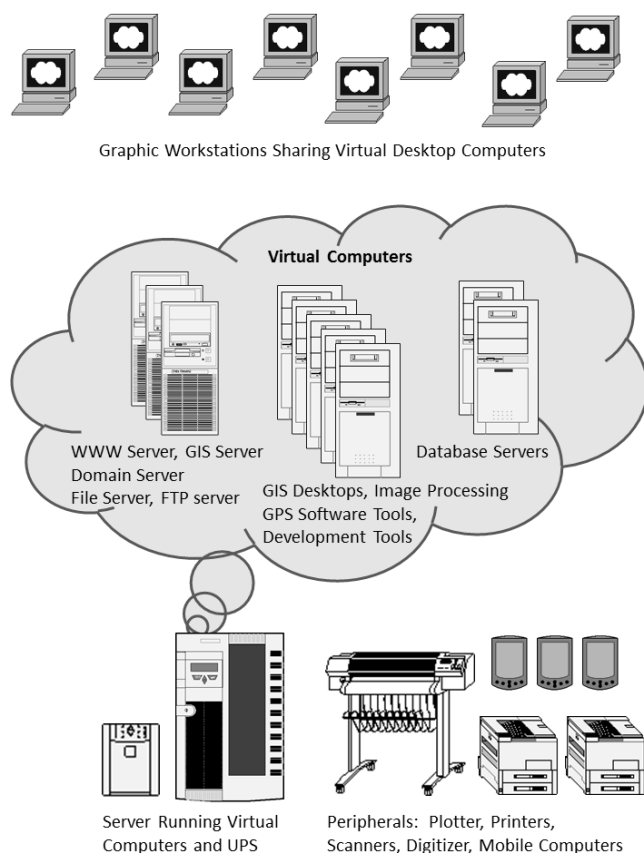 Graphic Workstations Sharing Virtual Desktop Computers
Virtual Computers
WWW Server, GIS Server
Domain Server
File Server, FTP server
GIS Desktops, Image Processing
GPS Software Tools,
Development Tools
Database Servers
Server Running Virtual
Computers and UPS
Peripherals: Plotter, Printers,
Scanners, Digitizer, Mobile Computers